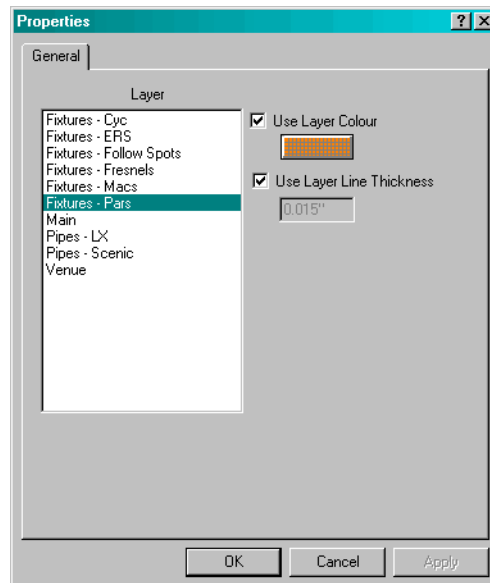 Properties
General
Layer
Fixtures - Cyc
Fixtures - ERS
Fixtures - Follow Spots
Fixtures - Fresnels
Fixtures - Macs
Fixtures - Pars
Main
Pipes - LX
Pipes - Scenic
Venue
Use Layer Colour
Use Layer Line Thickness
0.015"
OK Cancel Apply